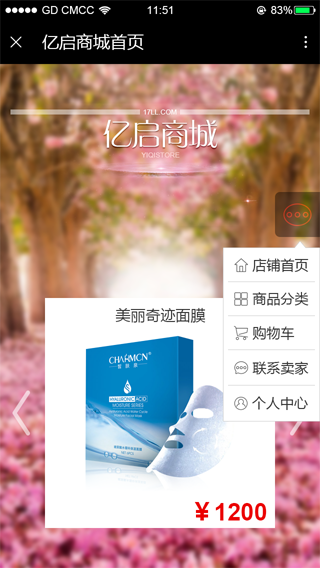 GD CMCC
11:51
83%
亿启商城首页
17LL.COM
亿启商城
YIQISTORE
店铺首页
商品分类
购物车
联系卖家
个人中心
美丽奇迹面膜
CHARMCN
HYALURONIC ACID
MOISTURE SERIES
￥1200